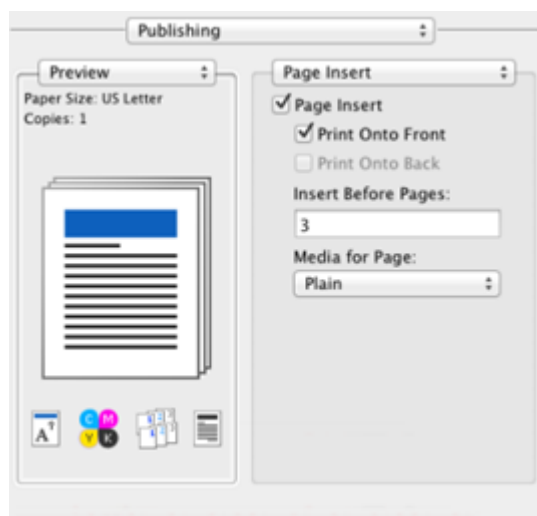 Publishing
Preview
Paper Size: US Letter
Copies: 1
A
C M
Y K
Page Insert
Page Insert
Print Onto Front
Print Onto Back
Insert Before Pages:
3
Media for Page:
Plain